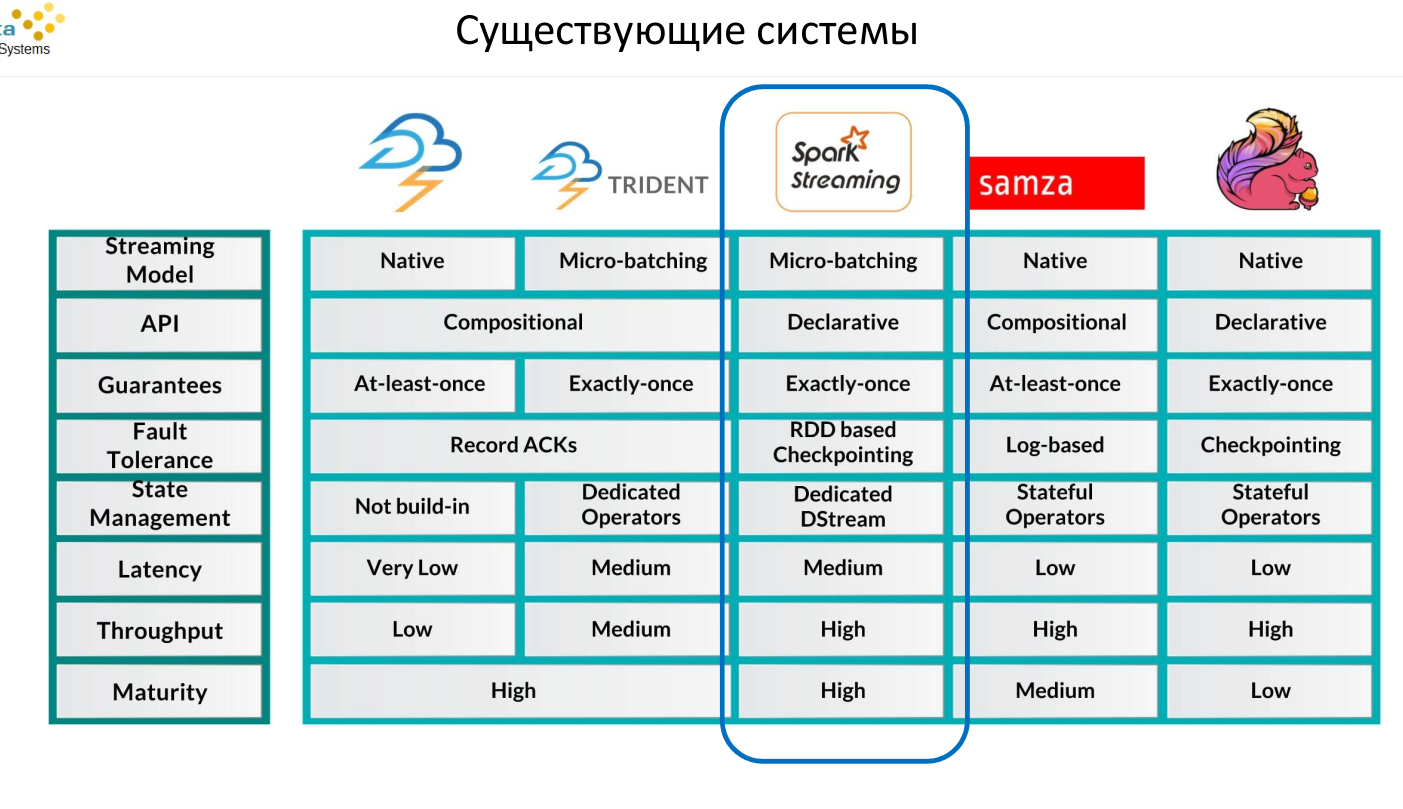 Systems
Существующие системы
TRIDENT
Spark
Streaming
samza
Streaming
Model
Native
Micro-batching
Micro-batching
Native
Native
API
Compositional
Declarative
Compositional
Declarative
Guarantees
At-least-once
Exactly-once
Exactly-once
At-least-once
Exactly-once
Fault
Tolerance
Record ACKs
RDD based
Checkpointing
Log-based
Checkpointing
State
Management
Not build-in
Dedicated
Operators
Dedicated
DStream
Stateful
Operators
Stateful
Operators
Latency
Very Low
Medium
Medium
Low
Low
Throughput
Low
Medium
High
High
High
Maturity
High
High
Medium
Low